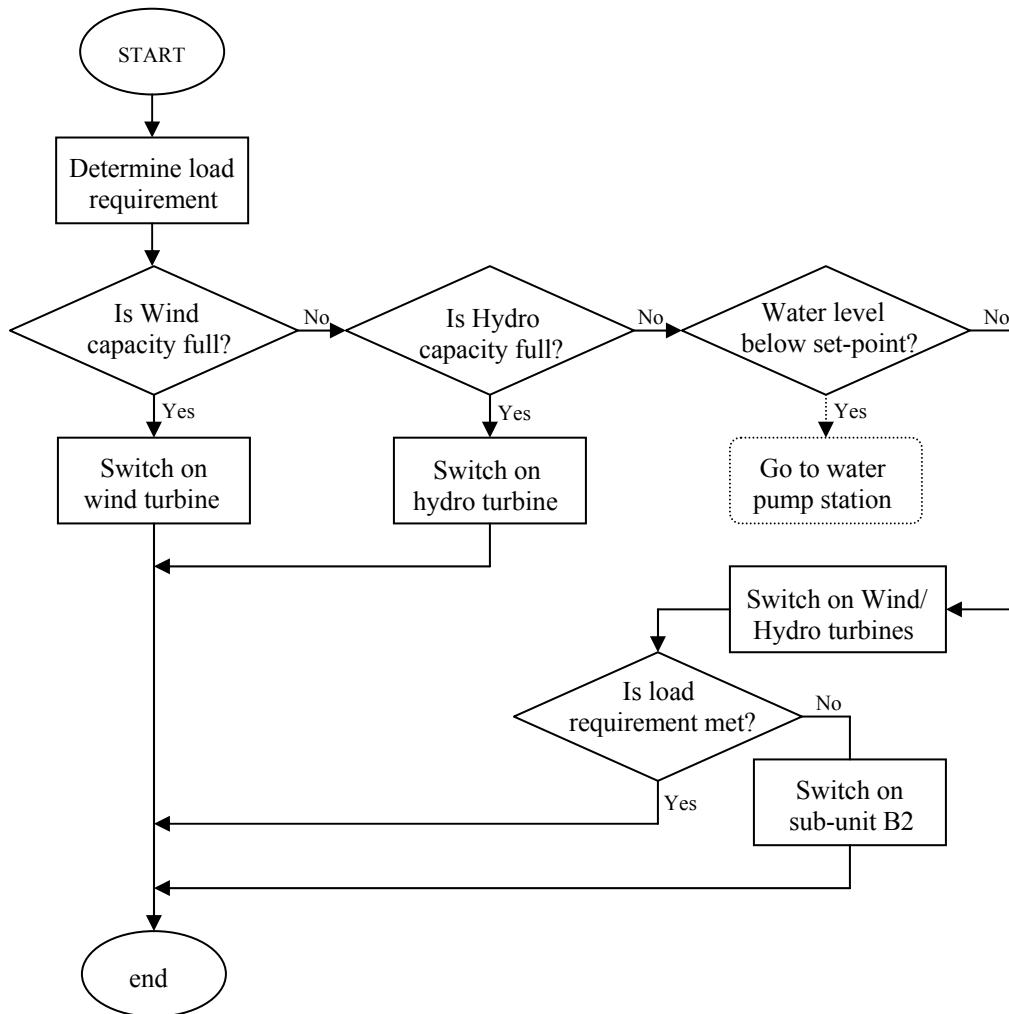 START
Determine load
requirement
Is Wind
capacity full?
No
Is Hydro
capacity full?
No
Water level
below set-point?
No
Yes
Yes
Yes
Switch on
wind turbine
Switch on
hydro turbine
Go to water
pump station
Switch on Wind/
Hydro turbines
Is load
requirement met?
No
Yes
Switch on
sub-unit B2
end